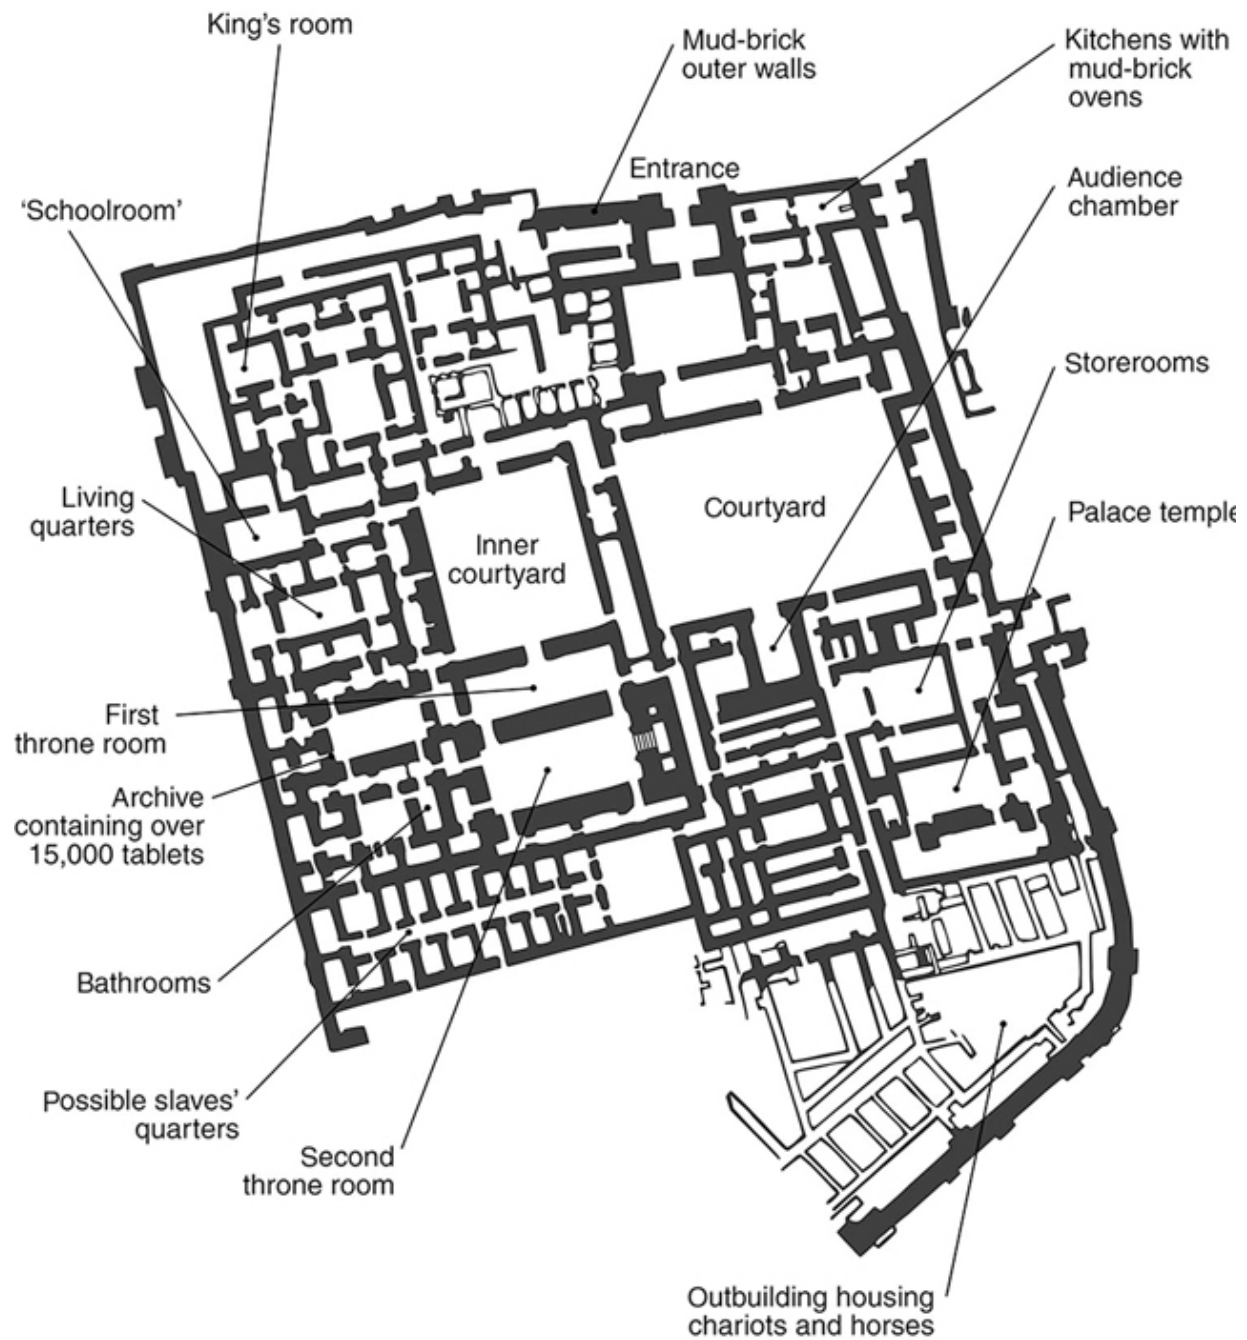 King's room
Mud-brick
outer walls
Kitchens with
mud-brick
ovens
Entrance
Audience
chamber
'Schoolroom'
Storerooms
Living
quarters
Courtyard
Palace temple
Inner
courtyard
First
throne room
Archive
containing over
15,000 tablets
Bathrooms
Possible slaves'
quarters
Second
throne room
Outbuilding housing
chariots and horses